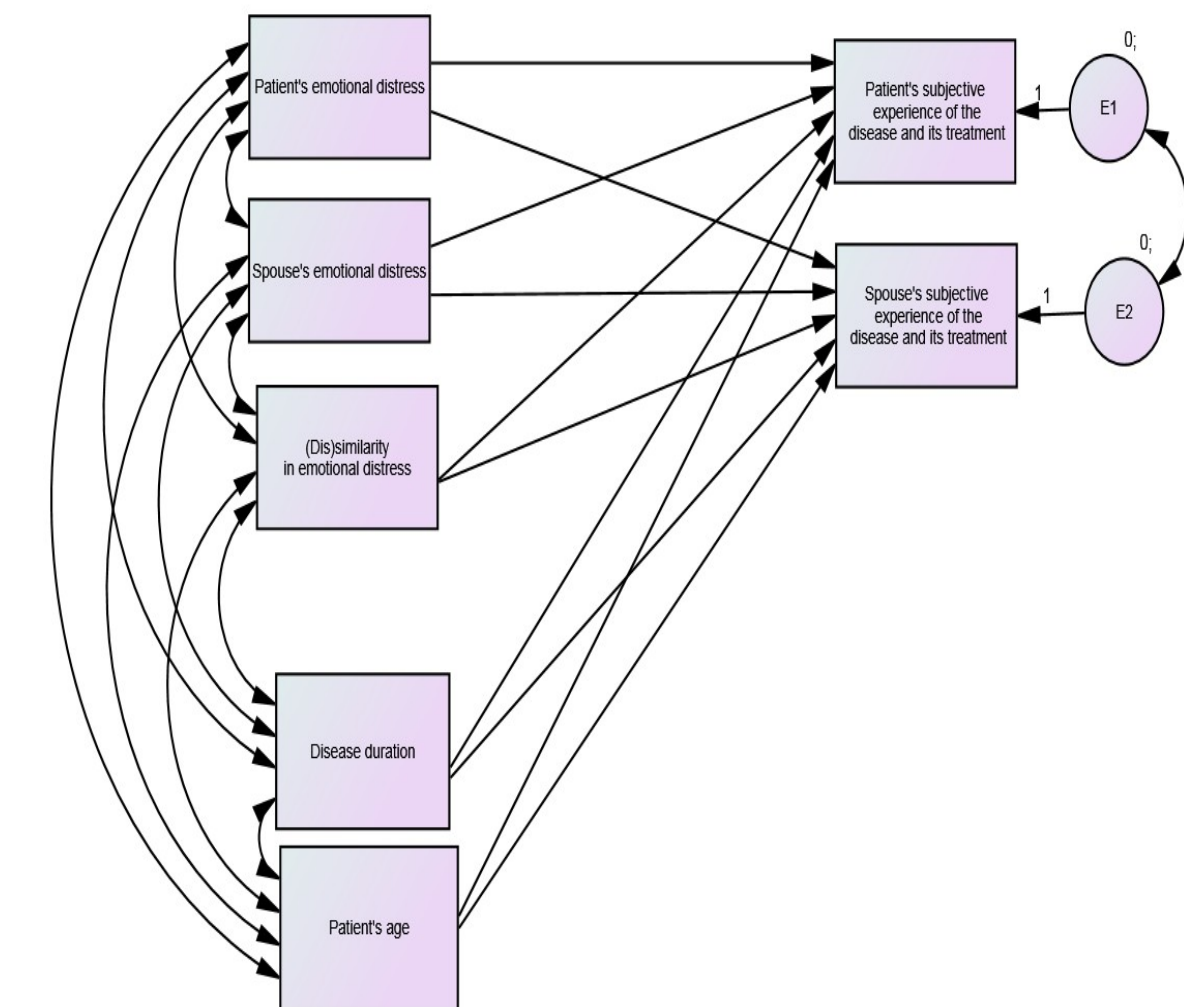 Patient's emotional distress
Spouse's emotional distress
(Dis)similarity
in emotional distress
Disease duration
Patient's age
Patient's subjective
experience of the
disease and its treatment
1
0;
E1
Spouse's subjective
experience of the
disease and its treatment
1
0;
E2